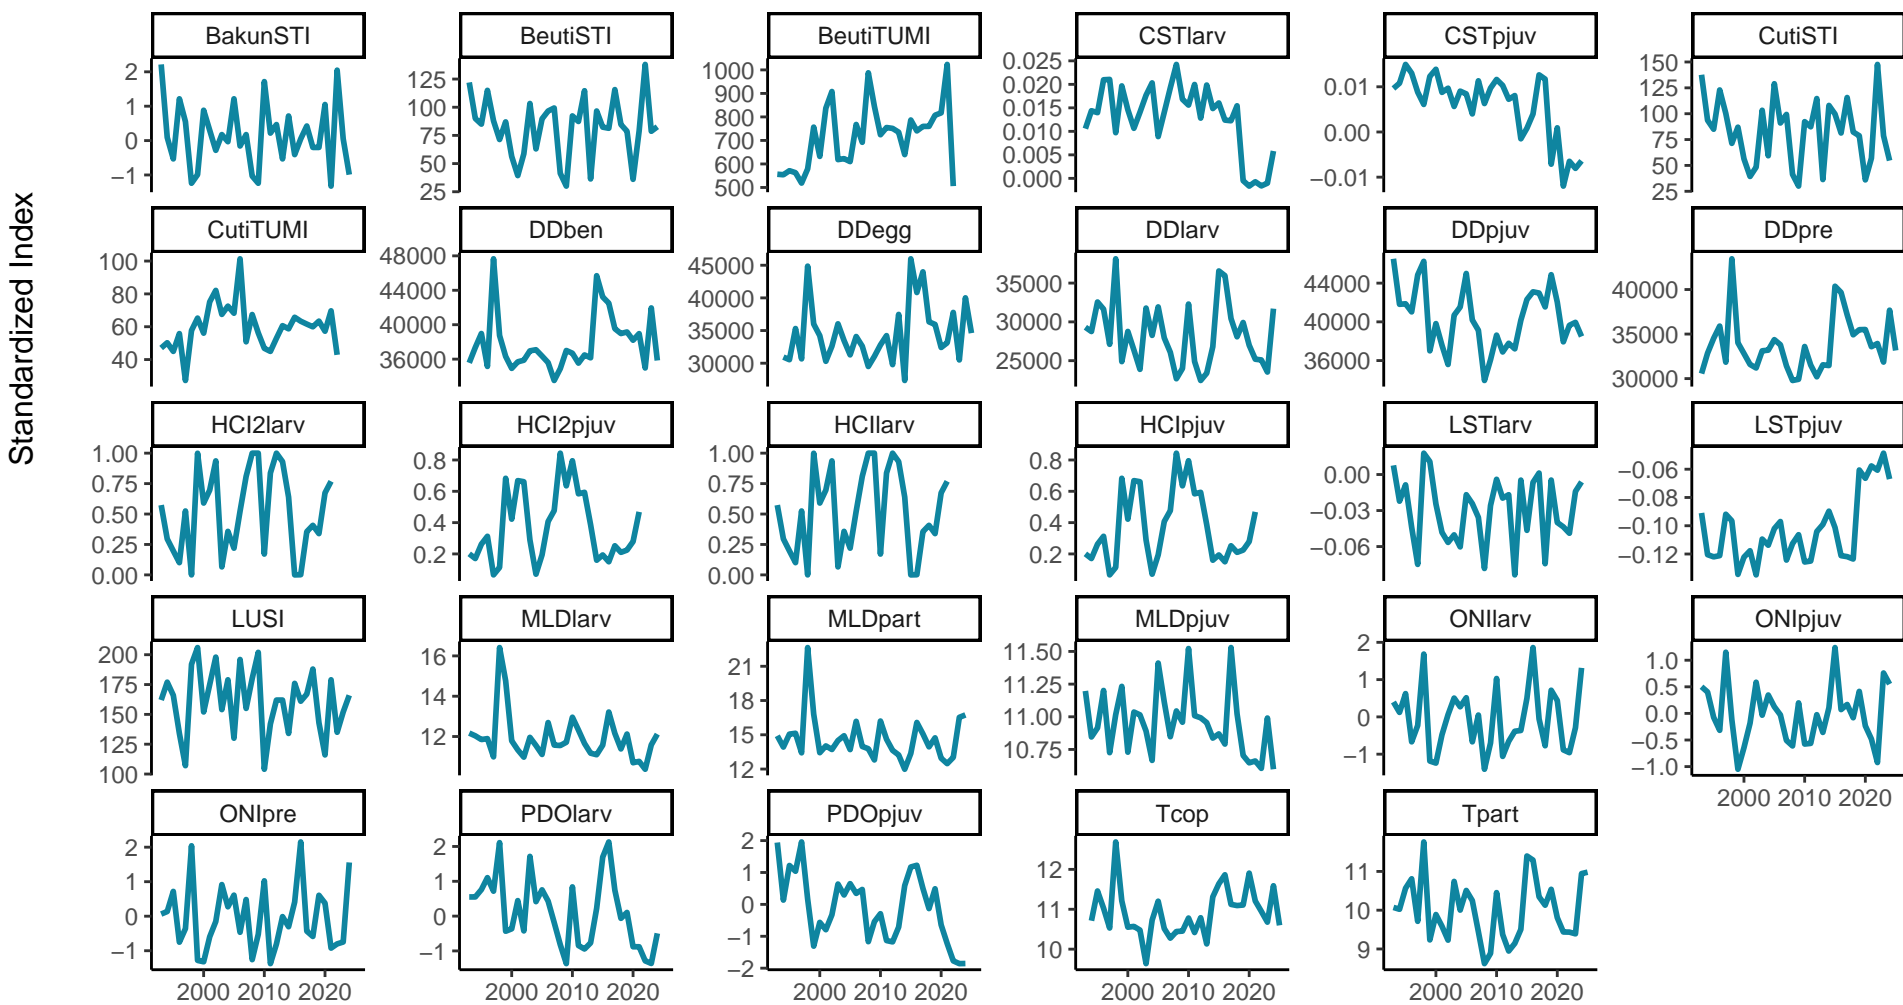 Standardized Index
BakunSTI BeutiSTI BeutiTUMI CSTlarv CSTpjuv CutiSTI
2 1 0 −1
125 100 75 50 25
1000 900 800 700 600 500
0.025 0.020 0.015 0.010 0.005 0.000
0.01 0.00 −0.01
150 125 100 75 50 25
CutiTUMI DDben DDegg DDlarv DDpjuv DDpre
100 80 60 40
48000 44000 40000 36000
45000 40000 35000 30000
35000 30000 25000
44000 40000 36000
40000 35000 30000
HCI2larv HCI2pjuv HCIlarv HCIpjuv LSTlarv LSTpjuv
1.00 0.75 0.50 0.25 0.00
0.8 0.6 0.4 0.2
1.00 0.75 0.50 0.25 0.00
0.8 0.6 0.4 0.2
0.00 −0.03 −0.06
−0.06 −0.08 −0.10 −0.12
LUSI MLDlarv MLDpart MLDpjuv ONIlarv ONIpjuv
200 175 150 125 100
16 14 12
21 18 15 12
11.50 11.25 11.00 10.75
2 1 0 −1
1.0 0.5 0.0 −0.5 −1.0
2000 2010 2020
ONIpre PDOlarv PDOpjuv Tcop Tpart
2 1 0 −1
2 1 0 −1
2 1 0 −1 −2
12 11 10
11 10 9
2000 2010 2020 2000 2010 2020 2000 2010 2020 2000 2010 2020 2000 2010 2020